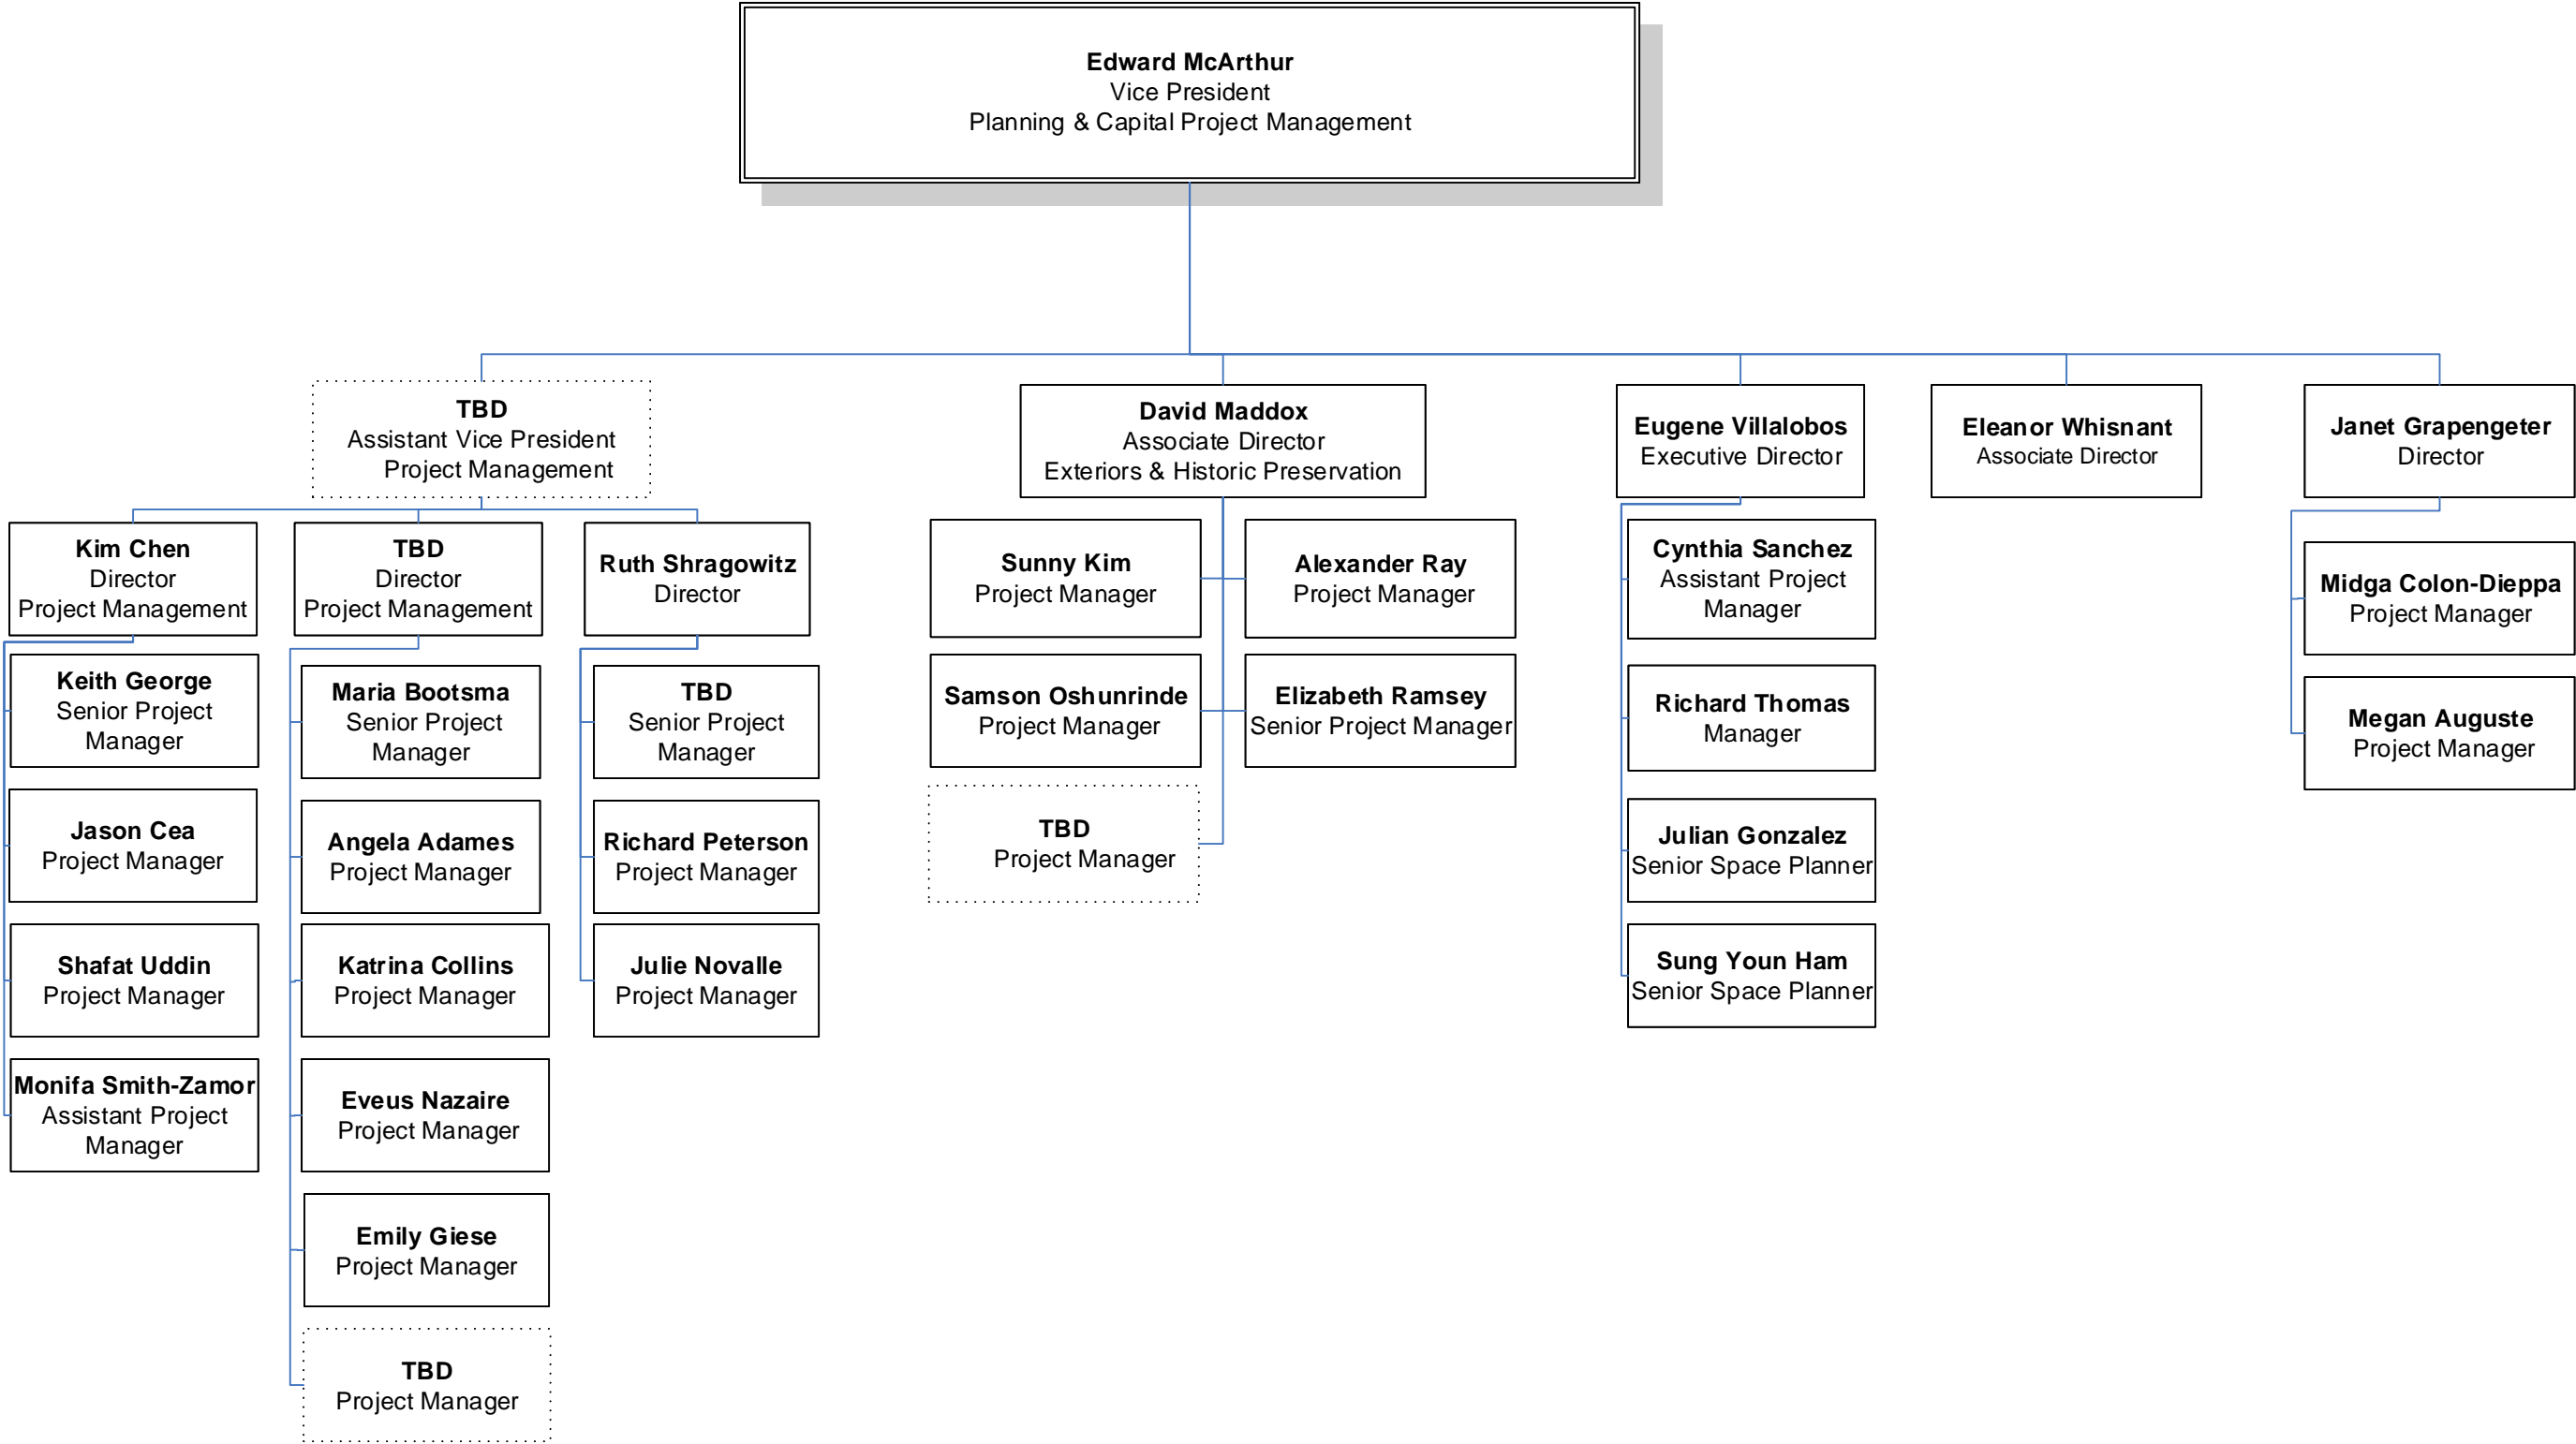 Edward McArthur
Vice President
Planning & Capital Project Management
TBD
Assistant Vice President
Project Management
David Maddox
Associate Director
Exteriors & Historic Preservation
Eugene Villalobos
Executive Director
Eleanor Whisnant
Associate Director
Janet Grapengeter
Director
Kim Chen
Director
Project Management
TBD
Director
Project Management
Ruth Shragowitz
Director
Keith George
Senior Project
Manager
Jason Cea
Project Manager
Shafat Uddin
Project Manager
Monifa Smith-Zamor
Assistant Project
Manager
Maria Bootsma
Senior Project
Manager
Angela Adames
Project Manager
Katrina Collins
Project Manager
Eveus Nazaire
Project Manager
Emily Giese
Project Manager
TBD
Project Manager
TBD
Senior Project
Manager
Richard Peterson
Project Manager
Julie Novalle
Project Manager
Sunny Kim
Project Manager
Alexander Ray
Project Manager
Samson Oshunrinde
Project Manager
Elizabeth Ramsey
Senior Project Manager
TBD
Project Manager
Cynthia Sanchez
Assistant Project
Manager
Richard Thomas
Manager
Julian Gonzalez
Senior Space Planner
Sung Youn Ham
Senior Space Planner
Midga Colon-Dieppa
Project Manager
Megan Auguste
Project Manager